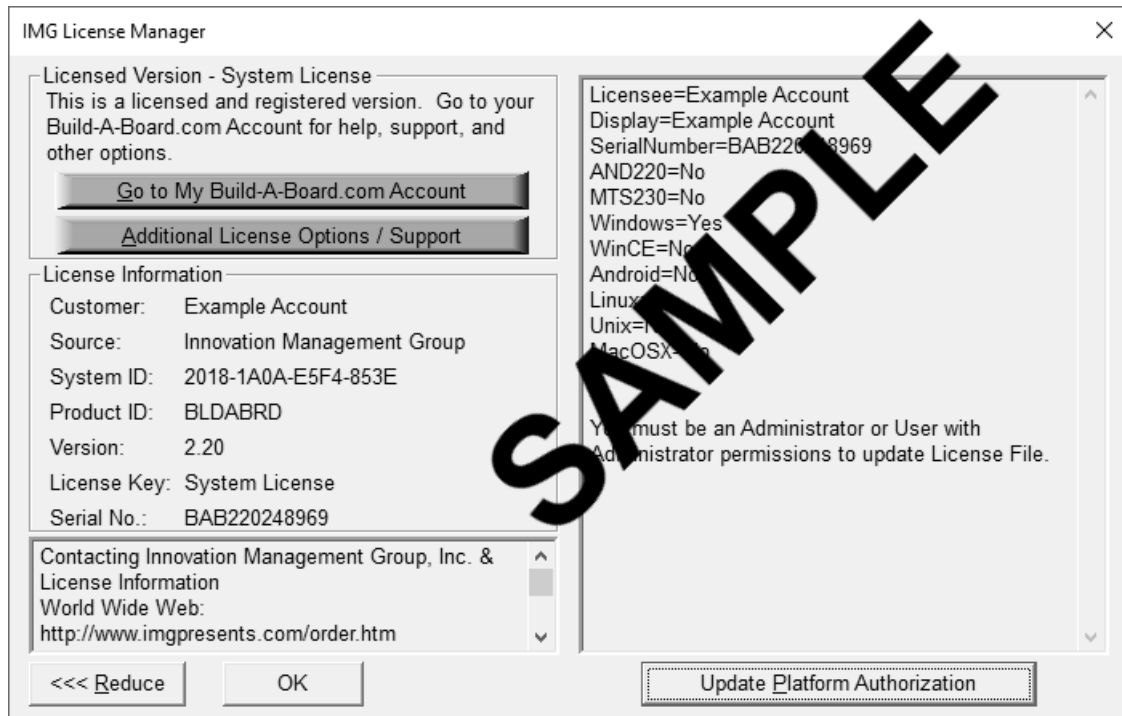 IMG License Manager
Licensed Version - System License
This is a licensed and registered version.  Go to your
Build-A-Board.com Account for help, support, and
other options.
Go to My Build-A-Board.com Account
Additional License Options / Support
License Information
Customer: Example Account
Source: Innovation Management Group
System ID: 2018-1A0A-E5F4-853E
Product ID: BLDABRD
Version: 2.20
License Key: System License
Serial No.: BAB220248969
Contacting Innovation Management Group, Inc. &
License Information
World Wide Web:
http://www.imgpresents.com/order.htm
<<< Reduce
OK
Licensee=Example Account
Display=Example Account
SerialNumber=BAB220248969
AND220=No
MTS230=No
Windows=Yes
WinCE=No
Android=No
Linux
Unix=
MacOSX=No
You must be an Administrator or User with
Administrator permissions to update License File.
Update Platform Authorization
SAMPLE